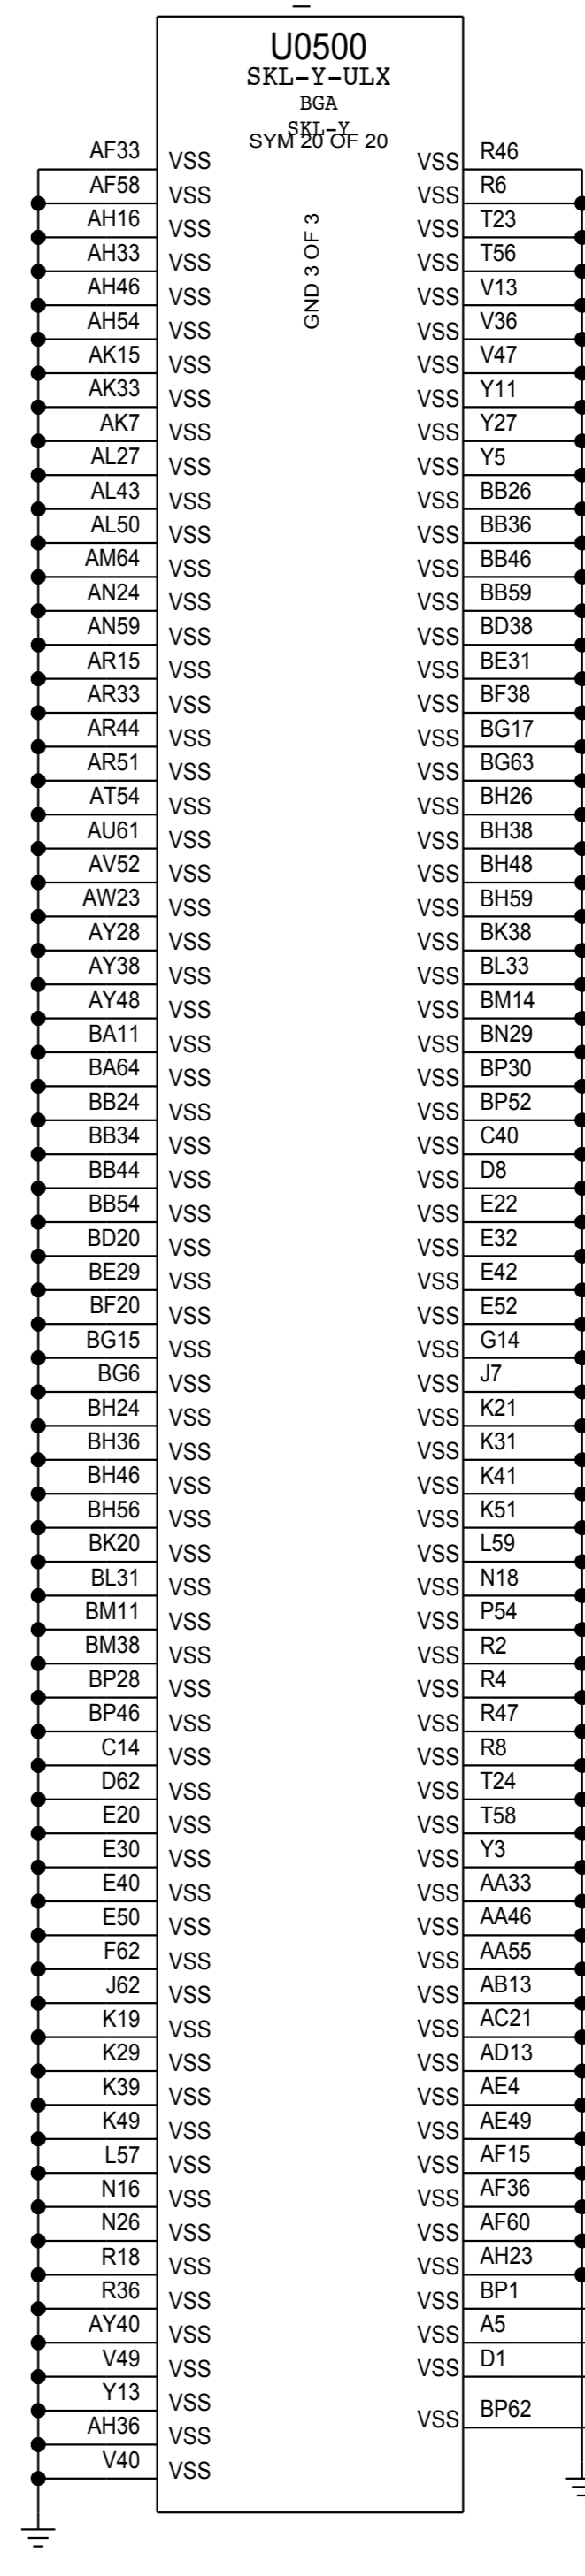 U0500
SKL-Y-ULX
BGA
SKL-Y
SYM 20 OF 20
GND 3 OF 3
AF33 VSS VSS R46
AF58 VSS VSS R6
AH16 VSS VSS T23
AH33 VSS VSS T56
AH46 VSS VSS V13
AH54 VSS VSS V36
AK15 VSS VSS V47
AK33 VSS VSS Y11
AK7 VSS VSS Y27
AL27 VSS VSS Y5
AL43 VSS VSS BB26
AL50 VSS VSS BB36
AM64 VSS VSS BB46
AN24 VSS VSS BB59
AN59 VSS VSS BD38
AR15 VSS VSS BE31
AR33 VSS VSS BF38
AR44 VSS VSS BG17
AR51 VSS VSS BG63
AT54 VSS VSS BH26
AU61 VSS VSS BH38
AV52 VSS VSS BH48
AW23 VSS VSS BH59
AY28 VSS VSS BK38
AY38 VSS VSS BL33
AY48 VSS VSS BM14
BA11 VSS VSS BN29
BA64 VSS VSS BP30
BB24 VSS VSS BP52
BB34 VSS VSS C40
BB44 VSS VSS D8
BB54 VSS VSS E22
BD20 VSS VSS E32
BE29 VSS VSS E42
BF20 VSS VSS E52
BG15 VSS VSS G14
BG6 VSS VSS J7
BH24 VSS VSS K21
BH36 VSS VSS K31
BH46 VSS VSS K41
BH56 VSS VSS K51
BK20 VSS VSS L59
BL31 VSS VSS N18
BM11 VSS VSS P54
BM38 VSS VSS R2
BP28 VSS VSS R4
BP46 VSS VSS R47
C14 VSS VSS R8
D62 VSS VSS T24
E20 VSS VSS T58
E30 VSS VSS Y3
E40 VSS VSS AA33
E50 VSS VSS AA46
F62 VSS VSS AA55
J62 VSS VSS AB13
K19 VSS VSS AC21
K29 VSS VSS AD13
K39 VSS VSS AE4
K49 VSS VSS AE49
L57 VSS VSS AF15
N16 VSS VSS AF36
N26 VSS VSS AF60
R18 VSS VSS AH23
R36 VSS VSS BP1
AY40 VSS VSS A5
V49 VSS VSS D1
Y13 VSS
VSS BP62
AH36 VSS
V40 VSS